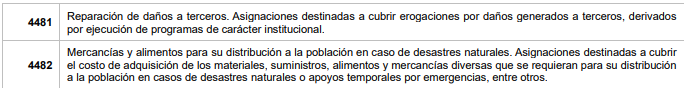 4481 Reparación de daños a terceros. Asignaciones destinadas a cubrir erogaciones por daños generados a terceros, derivados
por ejecución de programas de carácter institucional.
4482 Mercancías y alimentos para su distribución a la población en caso de desastres naturales. Asignaciones destinadas a cubrir
el costo de adquisición de los materiales, suministros, alimentos y mercancías diversas que se requieran para su distribución
a la población en casos de desastres naturales o apoyos temporales por emergencias, entre otros.